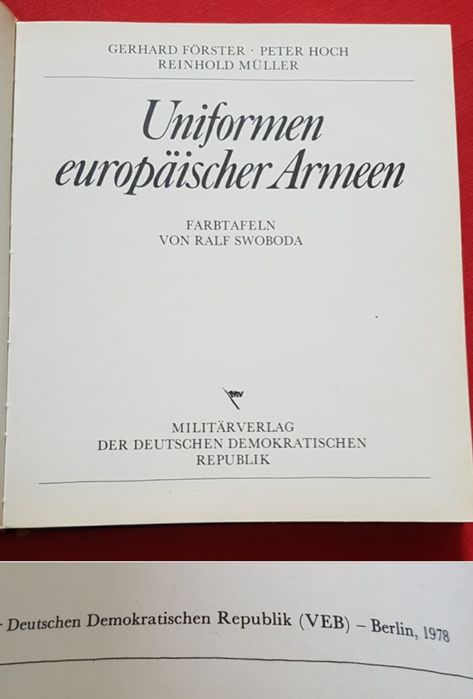 GERHARD FÖRSTER · PETER HOCH
REINHOLD MÜLLER
Uniformen
europäischer Armeen
FARBTAFELN
VON RALF SWOBODA
MV
MILITÄRVERLAG
DER DEUTSCHEN DEMOKRATISCHEN
REPUBLIK
Deutschen Demokratischen Republik (VEB) – Berlin, 1978